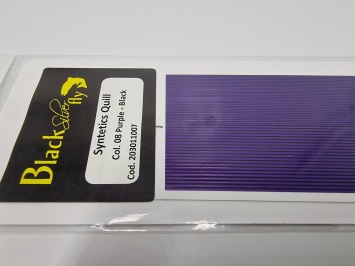 Black
Silver
fly
Syntetics Quill
Col. 08 Purple - Black
Cod. 203011007